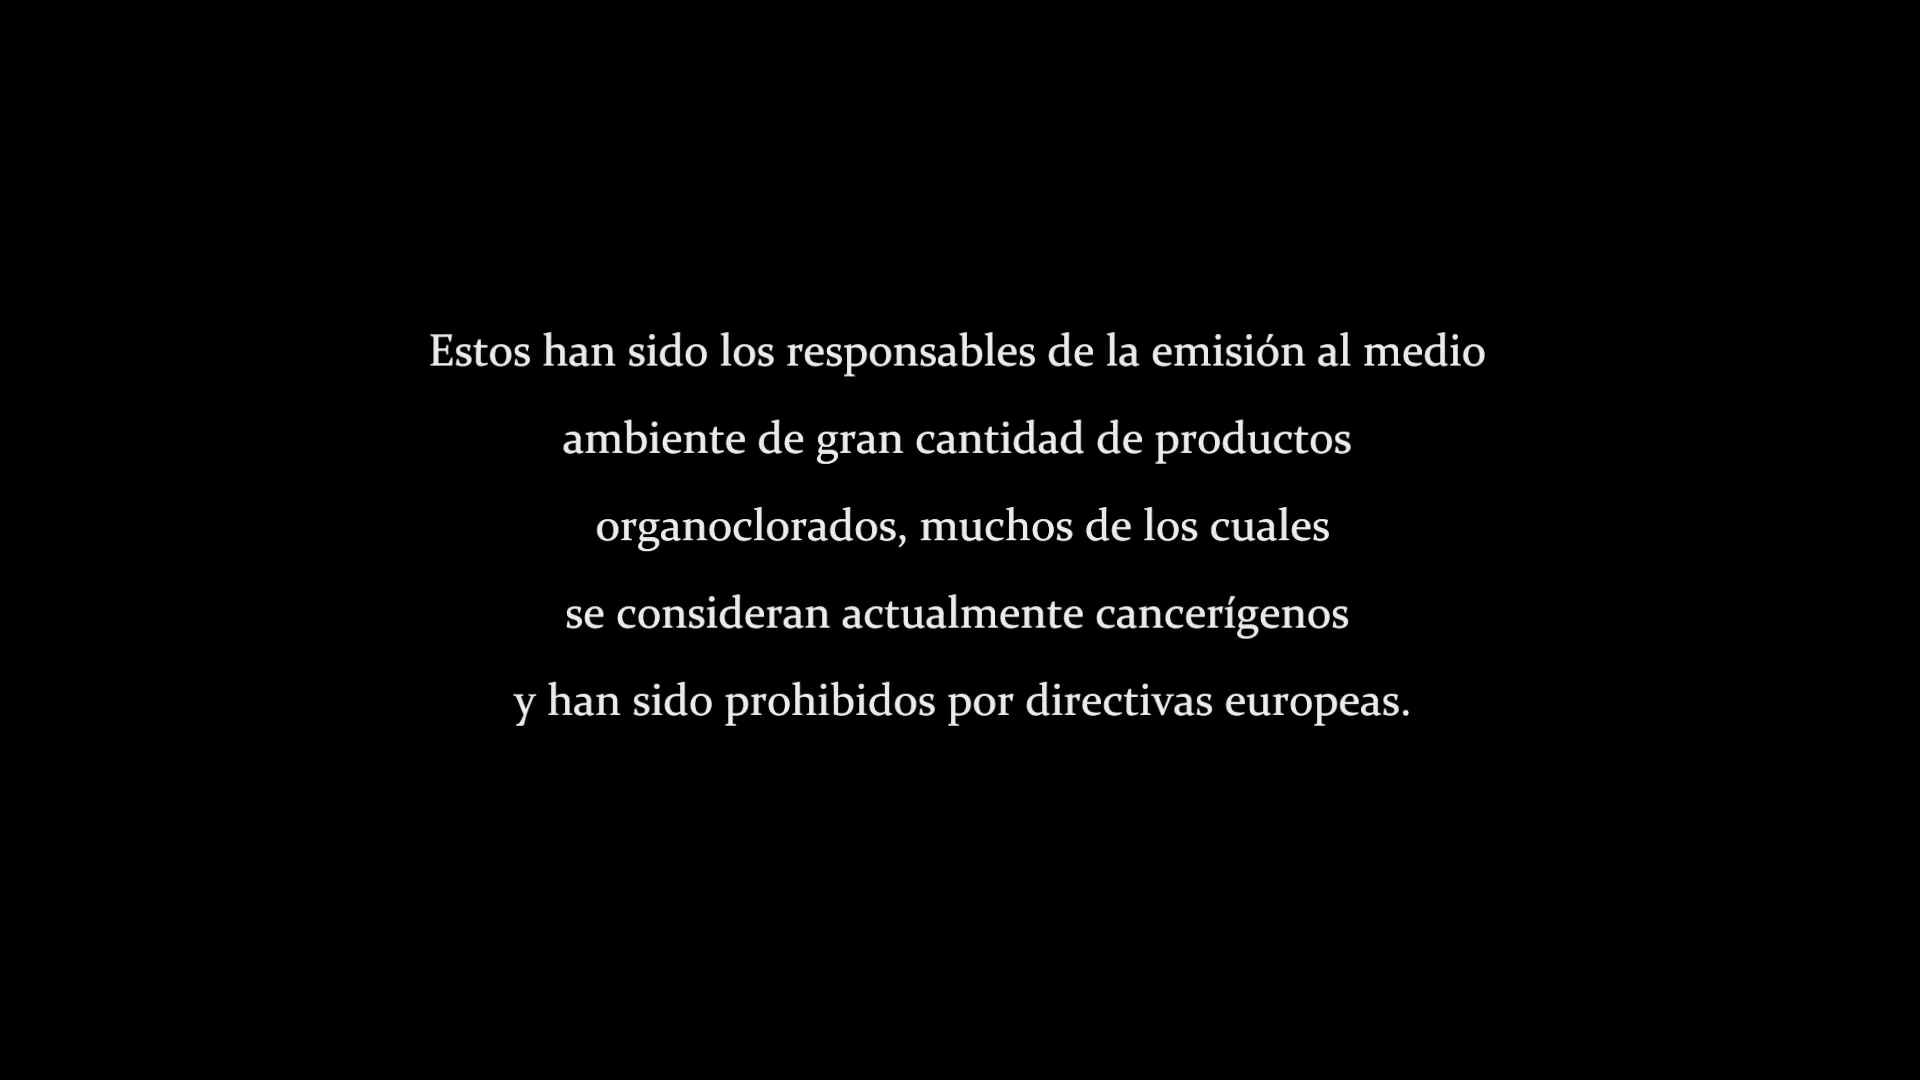 Estos han sido los responsables de la emisión al medio
ambiente de gran cantidad de productos
organoclorados, muchos de los cuales
se consideran actualmente cancerígenos
y han sido prohibidos por directivas europeas.